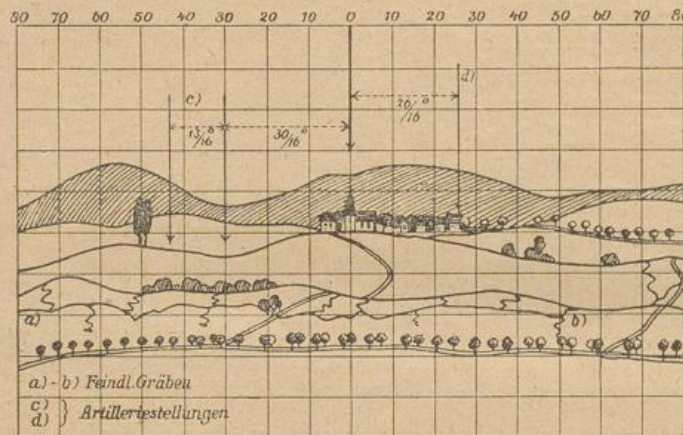 80 70 60 50 40 30 20 10 0 10 20 30 40 50 60 70 80
c) d)
13/16° 30/16° 26/16°
a) b)
a) - b) Feindl. Gräben
c)
d) } Artilleriestellungen